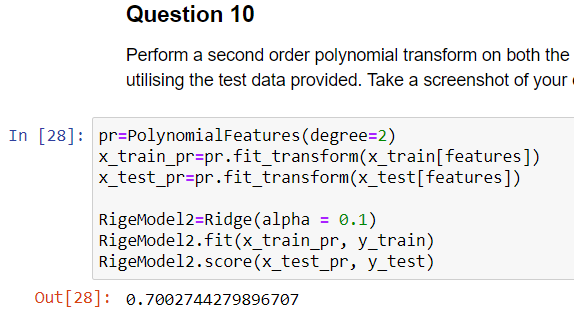 Question 10
Perform a second order polynomial transform on both the
utilising the test data provided. Take a screenshot of your
In [28]: pr=PolynomialFeatures(degree=2)
x_train_pr=pr.fit_transform(x_train[features])
x_test_pr=pr.fit_transform(x_test[features])
RigeModel2=Ridge(alpha = 0.1)
RigeModel2.fit(x_train_pr, y_train)
RigeModel2.score(x_test_pr, y_test)
Out[28]: 0.7002744279896707